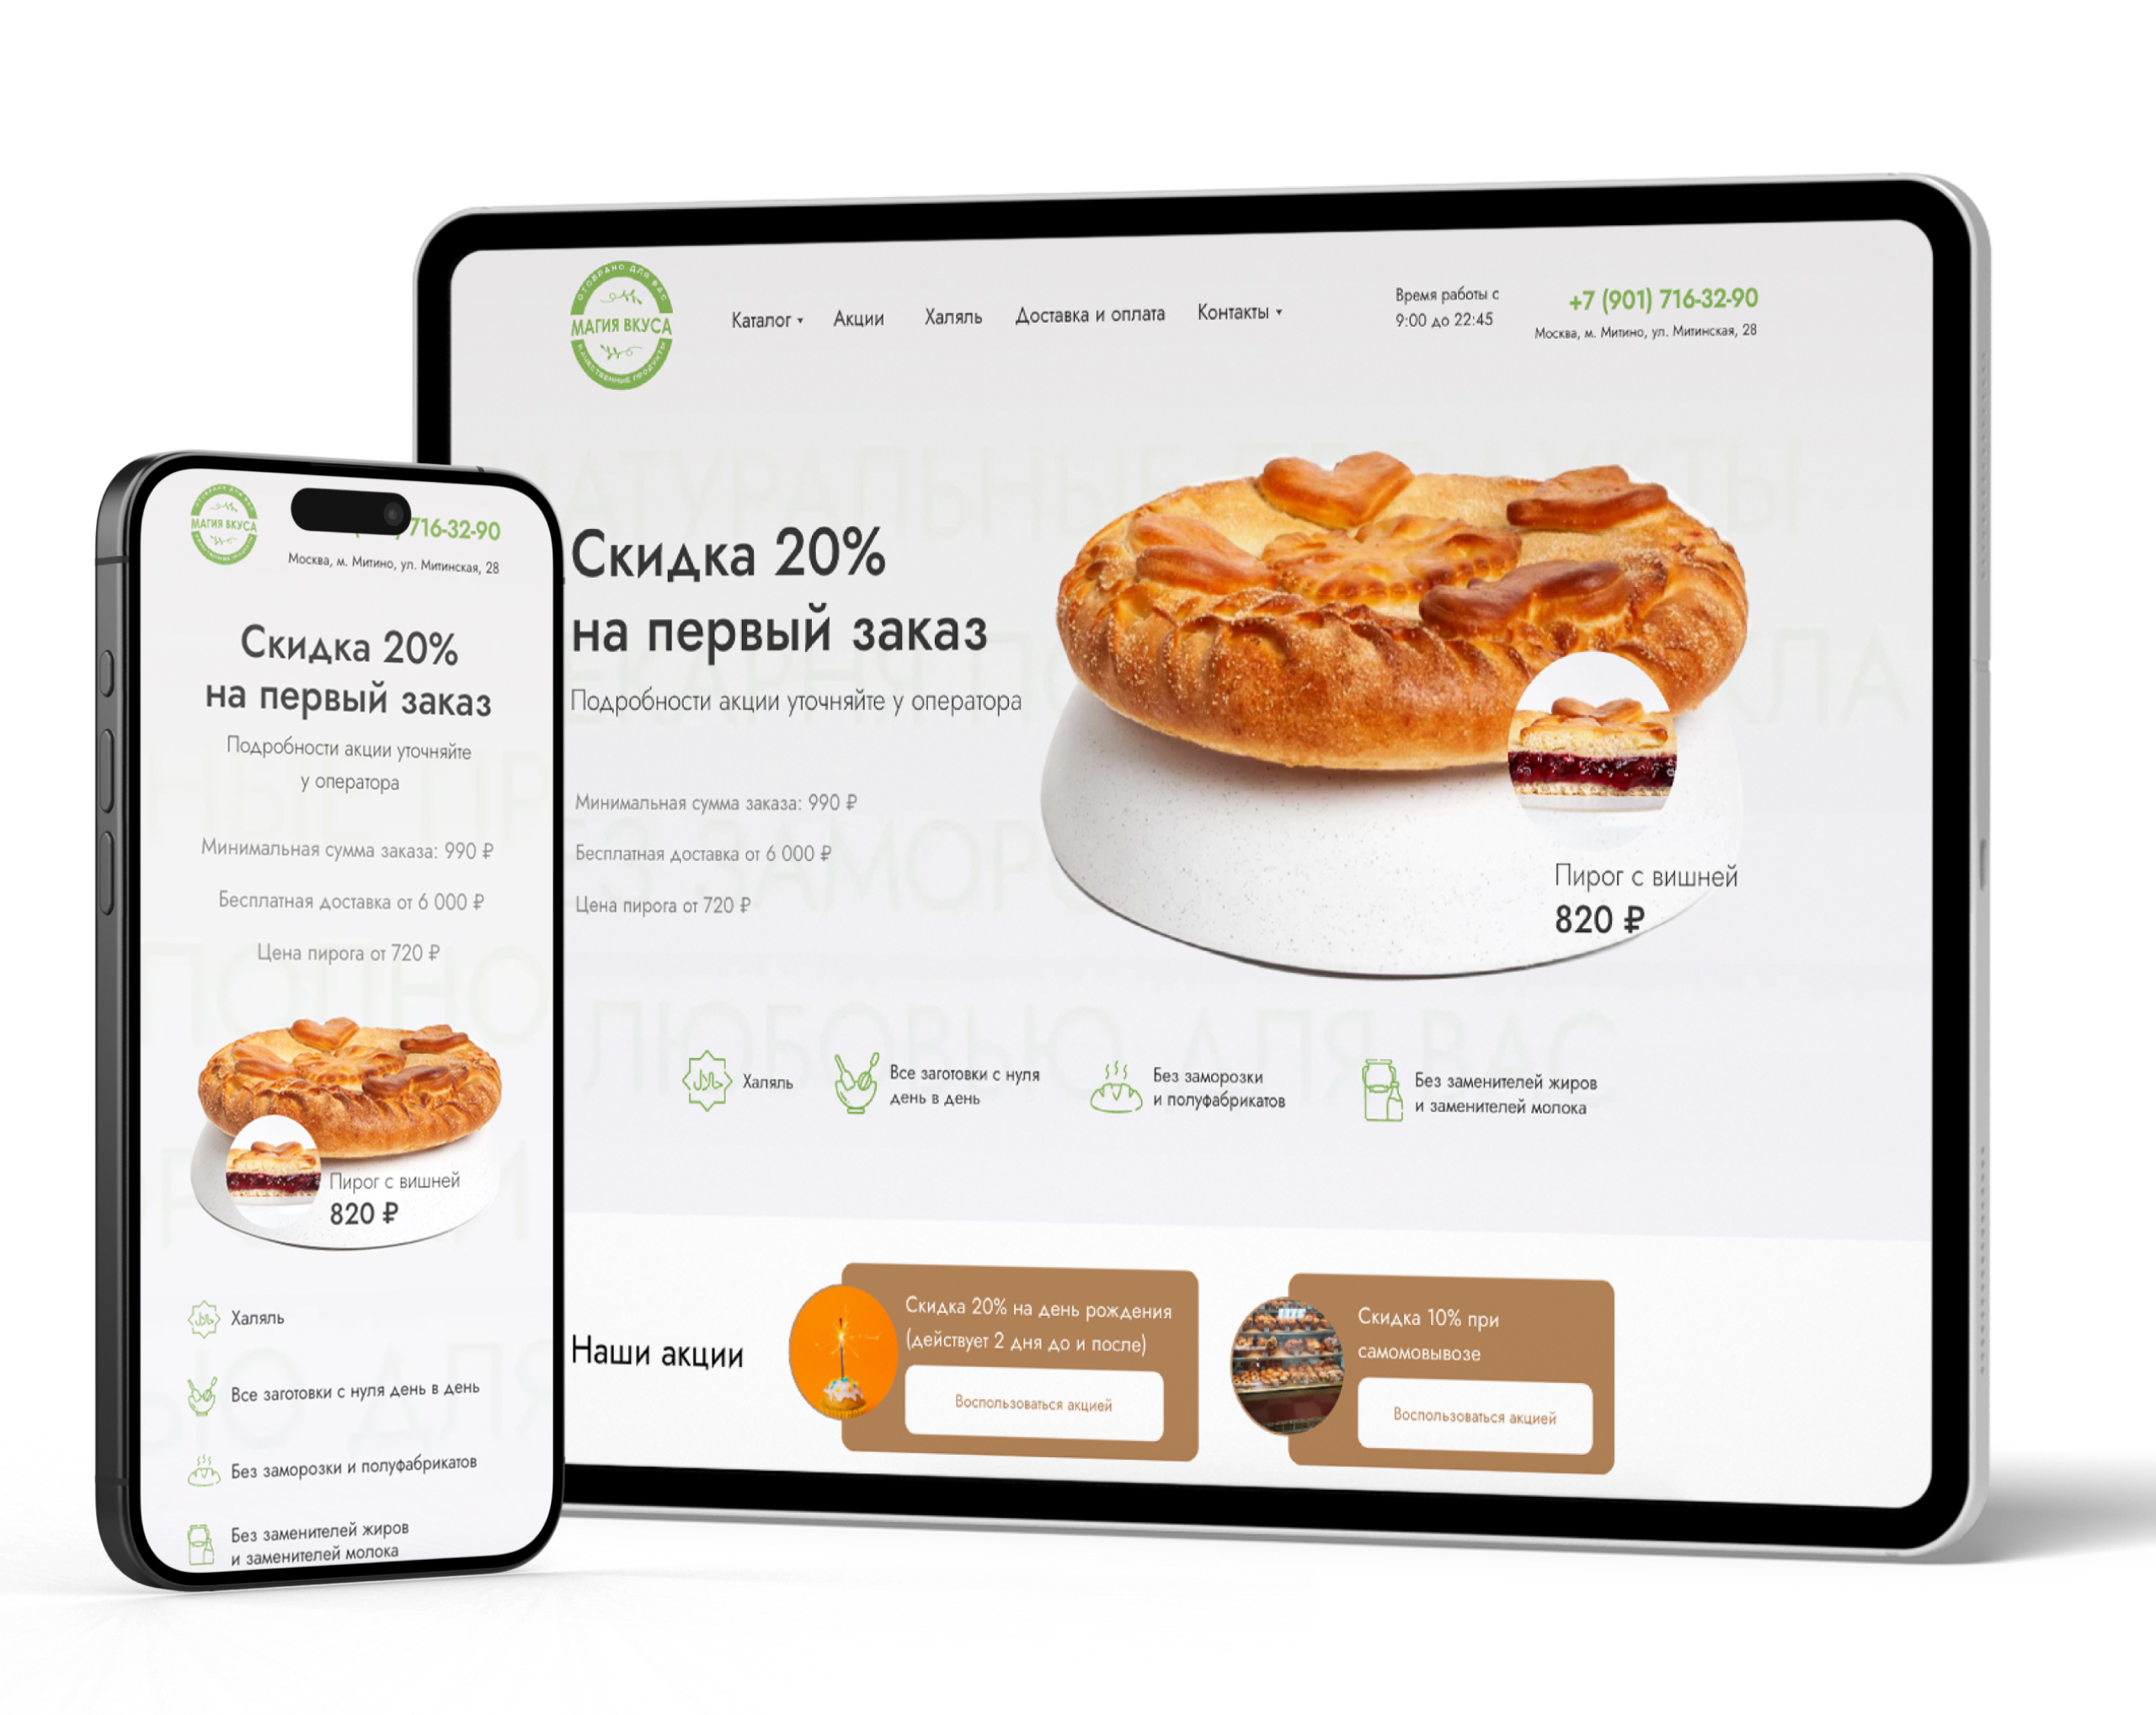 ОТОБРАНО ДЛЯ ВАС
МАГИЯ ВКУСА
КАЧЕСТВЕННЫЕ ПРОДУКТЫ
Каталог
Акции
Халяль
Доставка и оплата
Контакты
Время работы с
9:00 до 22:45
+7 (901) 716-32-90
Москва, м. Митино, ул. Митинская, 28
НАТУРАЛЬНЫЕ ПРОДУКТЫ
Скидка 20%
на первый заказ
Подробности акции уточняйте у оператора
Минимальная сумма заказа: 990 ₽
Бесплатная доставка от 6 000 ₽
Цена пирога от 720 ₽
Пирог с вишней
820 ₽
ЛЮБОВЬЮ ДЛЯ ВАС
Халяль
Все заготовки с нуля
день в день
Без заморозки
и полуфабрикатов
Без заменителей жиров
и заменителей молока
Наши акции
Скидка 20% на день рождения
(действует 2 дня до и после)
Воспользоваться акцией
Скидка 10% при
самомовывозе
Воспользоваться акцией
МАГИЯ ВКУСА
716-32-90
Москва, м. Митино, ул. Митинская, 28
Скидка 20%
на первый заказ
Подробности акции уточняйте
у оператора
Минимальная сумма заказа: 990 ₽
Бесплатная доставка от 6 000 ₽
Цена пирога от 720 ₽
Пирог с вишней
820 ₽
Халяль
Все заготовки с нуля день в день
Без заморозки и полуфабрикатов
Без заменителей жиров
и заменителей молока